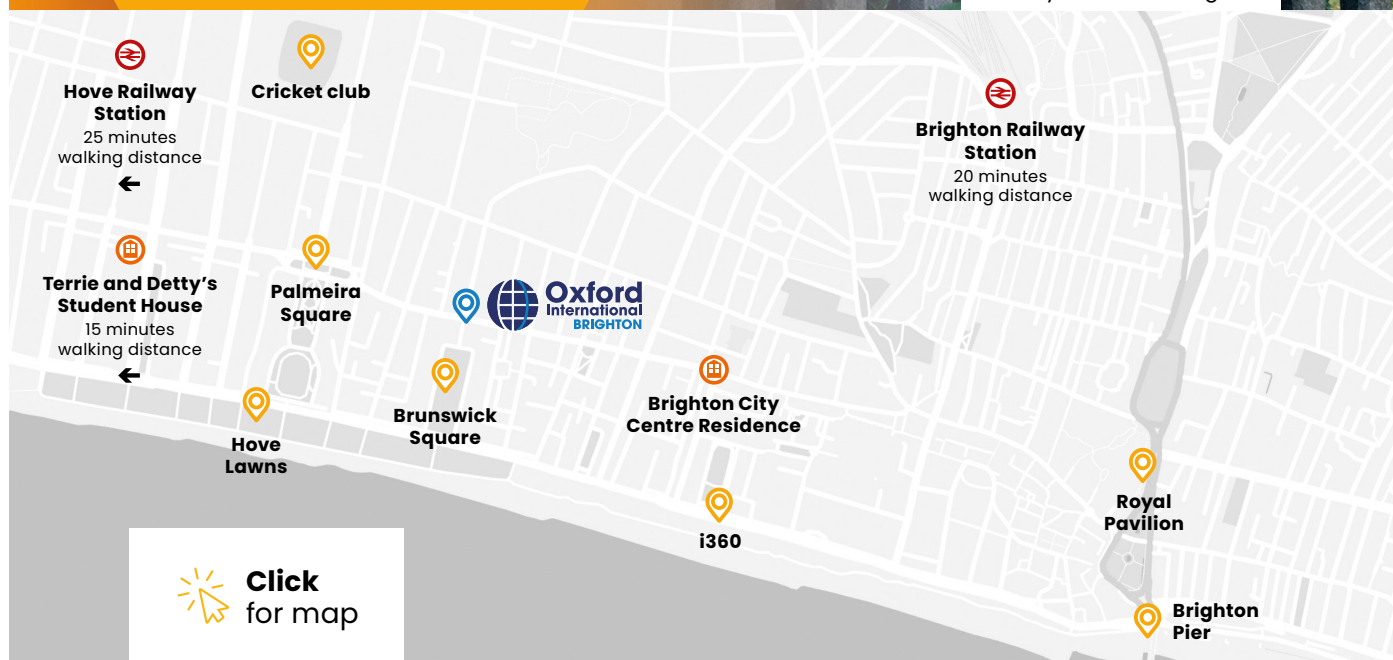 Hove Railway
Station
25 minutes
walking distance
Cricket club
Brighton Railway
Station
20 minutes
walking distance
Terrie and Detty's
Student House
15 minutes
walking distance
Palmeira
Square
Oxford
International
BRIGHTON
Brunswick
Square
Brighton City
Centre Residence
Hove
Lawns
i360
Royal
Pavilion
Brighton
Pier
Click
for map